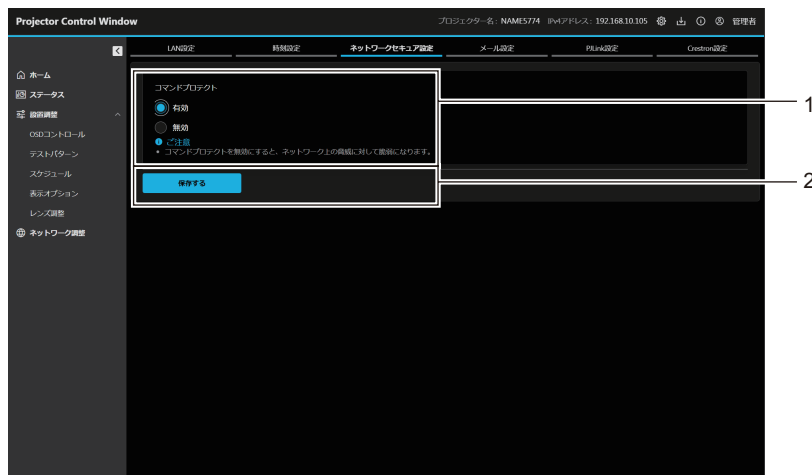 Projector Control Window
プロジェクター名: NAME5774 IPv4アドレス: 192.168.10.105 管理者
LAN設定 時刻設定 ネットワークセキュア設定 メール設定 PJLink設定 Crestron設定
ホーム
ステータス
設置調整
OSDコントロール
テストパターン
スケジュール
表示オプション
レンズ調整
ネットワーク調整
コマンドプロテクト
有効
無効
ご注意
• コマンドプロテクトを無効にすると、ネットワーク上の脅威に対して脆弱になります。
保存する
1
2